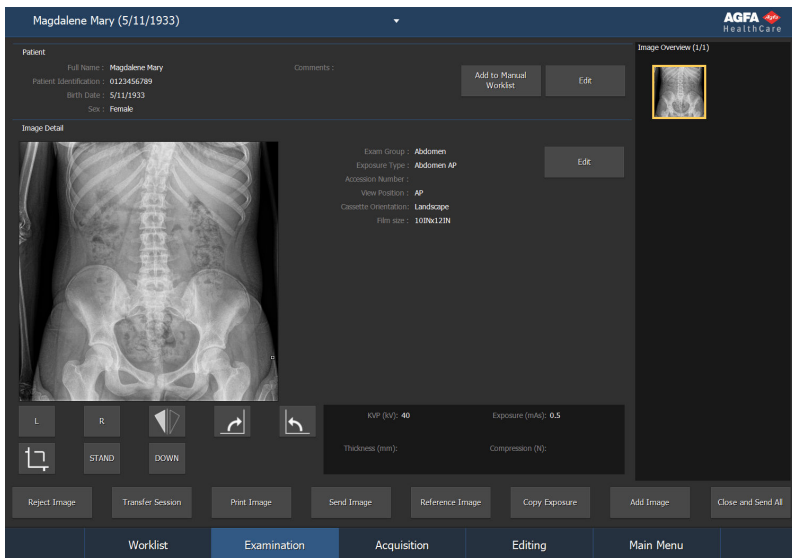 Magdalene Mary (5/11/1933)
AGFA Agfa
HealthCare
Patient
Full Name : Magdalene Mary
Comments :
Patient Identification : 0123456789
Birth Date : 5/11/1933
Sex : Female
Add to Manual
Worklist
Edit
Image Overview (1/1)
Image Detail
Exam Group : Abdomen
Exposure Type : Abdomen AP
Accession Number :
View Position : AP
Cassette Orientation: Landscape
Film size : 10INx12IN
Edit
L
R
STAND
DOWN
KVP (kV): 40
Exposure (mAs): 0.5
Thickness (mm):
Compression (N):
Reject Image
Transfer Session
Print Image
Send Image
Reference Image
Copy Exposure
Add Image
Close and Send All
Worklist
Examination
Acquisition
Editing
Main Menu